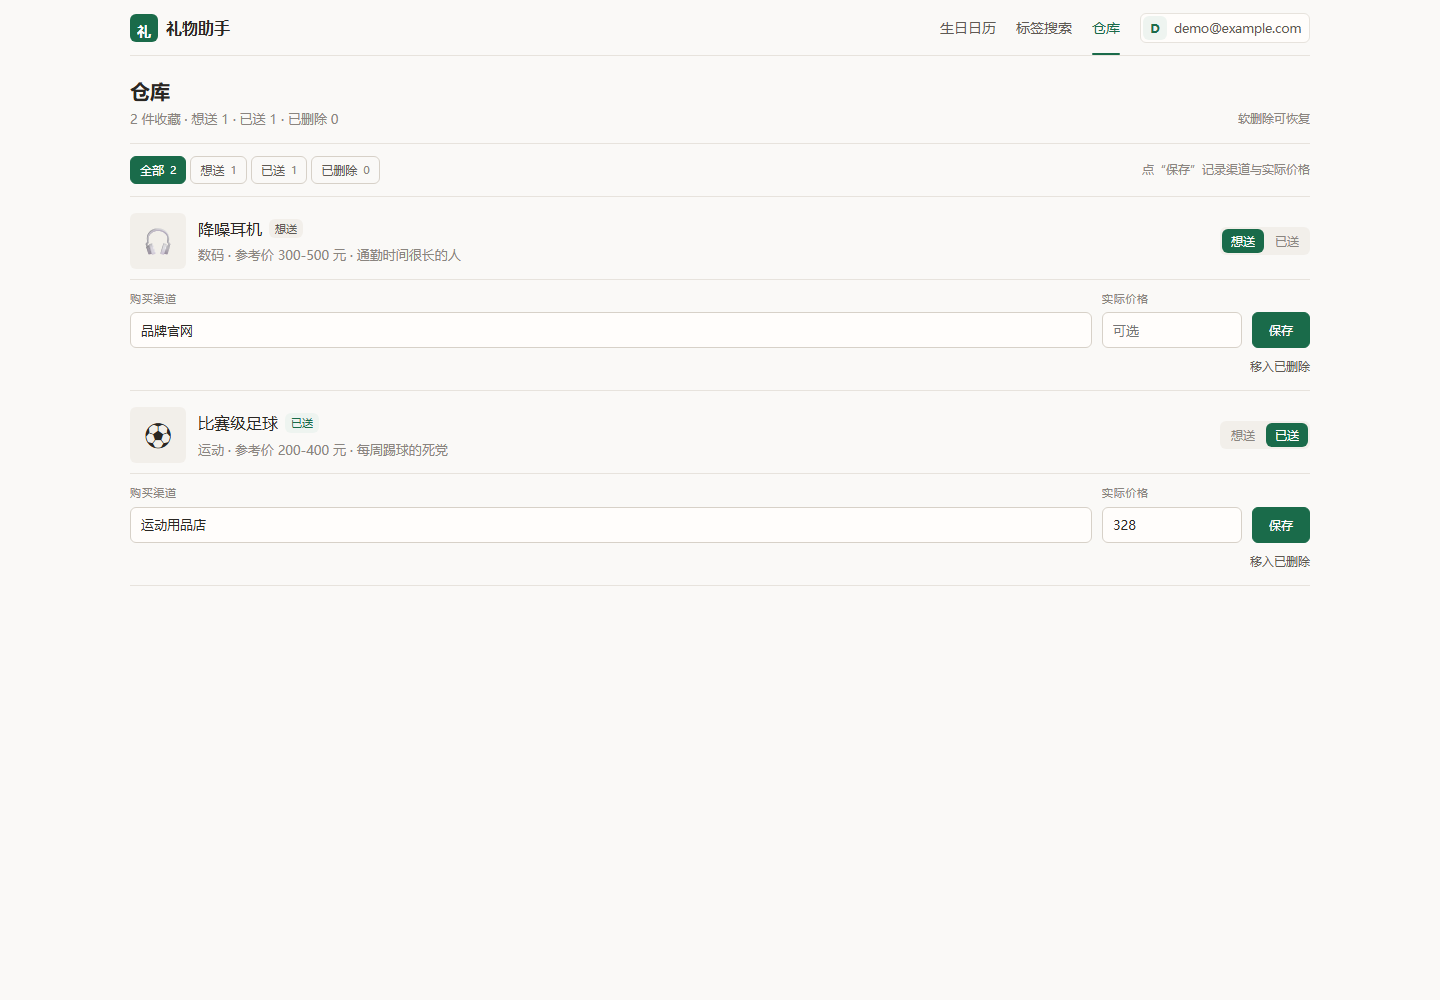 礼 礼物助手 生日日历 标签搜索 仓库 D demo@example.com
仓库
2 件收藏 · 想送 1 · 已送 1 · 已删除 0 软删除可恢复
全部 2 想送 1 已送 1 已删除 0 点“保存”记录渠道与实际价格
降噪耳机 想送
数码 · 参考价 300-500 元 · 通勤时间很长的人
想送 已送
购买渠道 实际价格
品牌官网 可选 保存
移入已删除
比赛级足球 已送
运动 · 参考价 200-400 元 · 每周踢球的死党
想送 已送
购买渠道 实际价格
运动用品店 328 保存
移入已删除